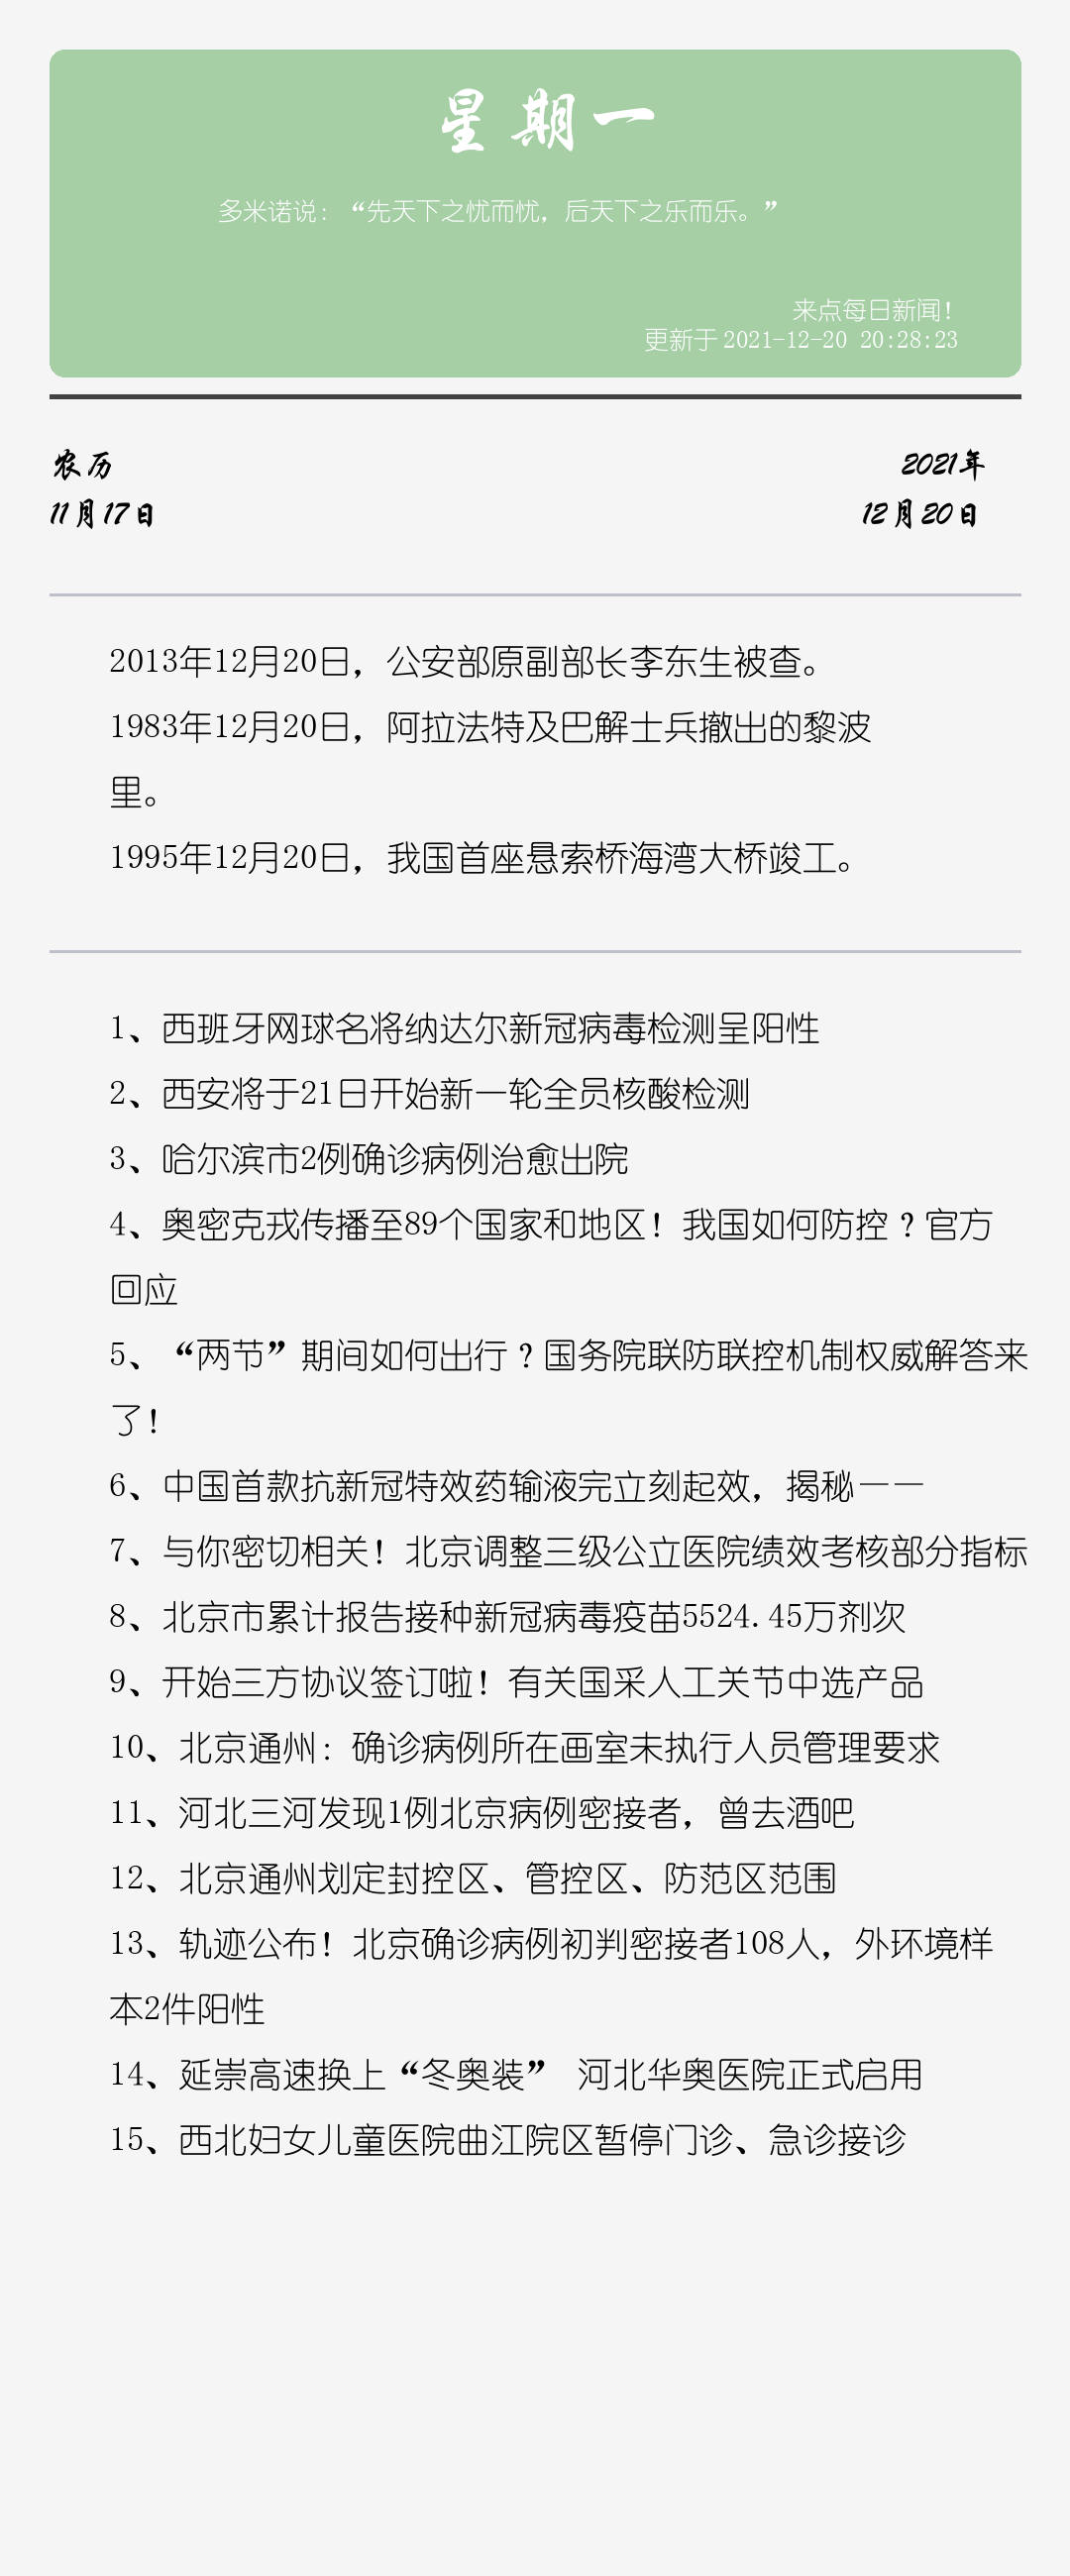 星期一
多米诺说：“先天下之忧而忧，后天下之乐而乐。”
来点每日新闻！
更新于 2021-12-20 20:28:23
农历
2021年
11月17日
12月20日
2013年12月20日，公安部原副部长李东生被查。
1983年12月20日，阿拉法特及巴解士兵撤出的黎波
里。
1995年12月20日，我国首座悬索桥海湾大桥竣工。
1、西班牙网球名将纳达尔新冠病毒检测呈阳性
2、西安将于21日开始新一轮全员核酸检测
3、哈尔滨市2例确诊病例治愈出院
4、奥密克戎传播至89个国家和地区！我国如何防控？官方
回应
5、“两节”期间如何出行？国务院联防联控机制权威解答来
了！
6、中国首款抗新冠特效药输液完立刻起效，揭秘——
7、与你密切相关！北京调整三级公立医院绩效考核部分指标
8、北京市累计报告接种新冠病毒疫苗5524.45万剂次
9、开始三方协议签订啦！有关国采人工关节中选产品
10、北京通州：确诊病例所在画室未执行人员管理要求
11、河北三河发现1例北京病例密接者，曾去酒吧
12、北京通州划定封控区、管控区、防范区范围
13、轨迹公布！北京确诊病例初判密接者108人，外环境样
本2件阳性
14、延崇高速换上“冬奥装” 河北华奥医院正式启用
15、西北妇女儿童医院曲江院区暂停门诊、急诊接诊